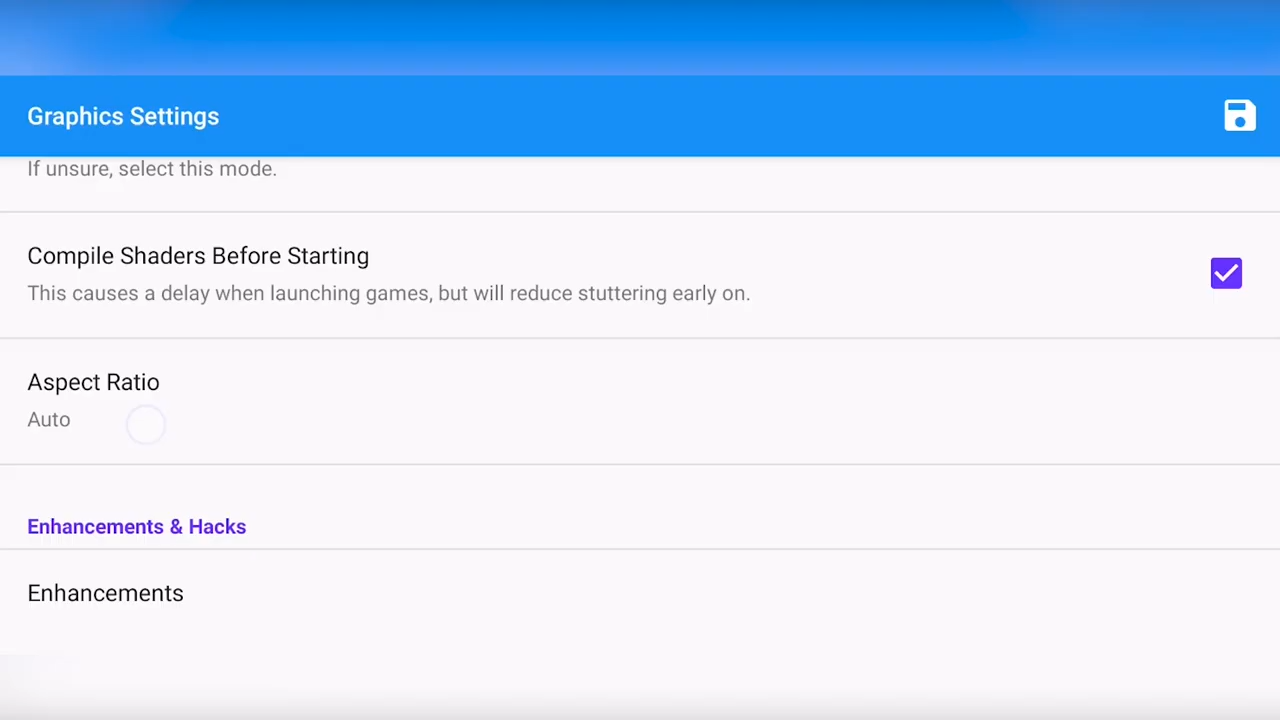 Graphics Settings
If unsure, select this mode.
Compile Shaders Before Starting
This causes a delay when launching games, but will reduce stuttering early on.
Aspect Ratio
Auto
Enhancements & Hacks
Enhancements